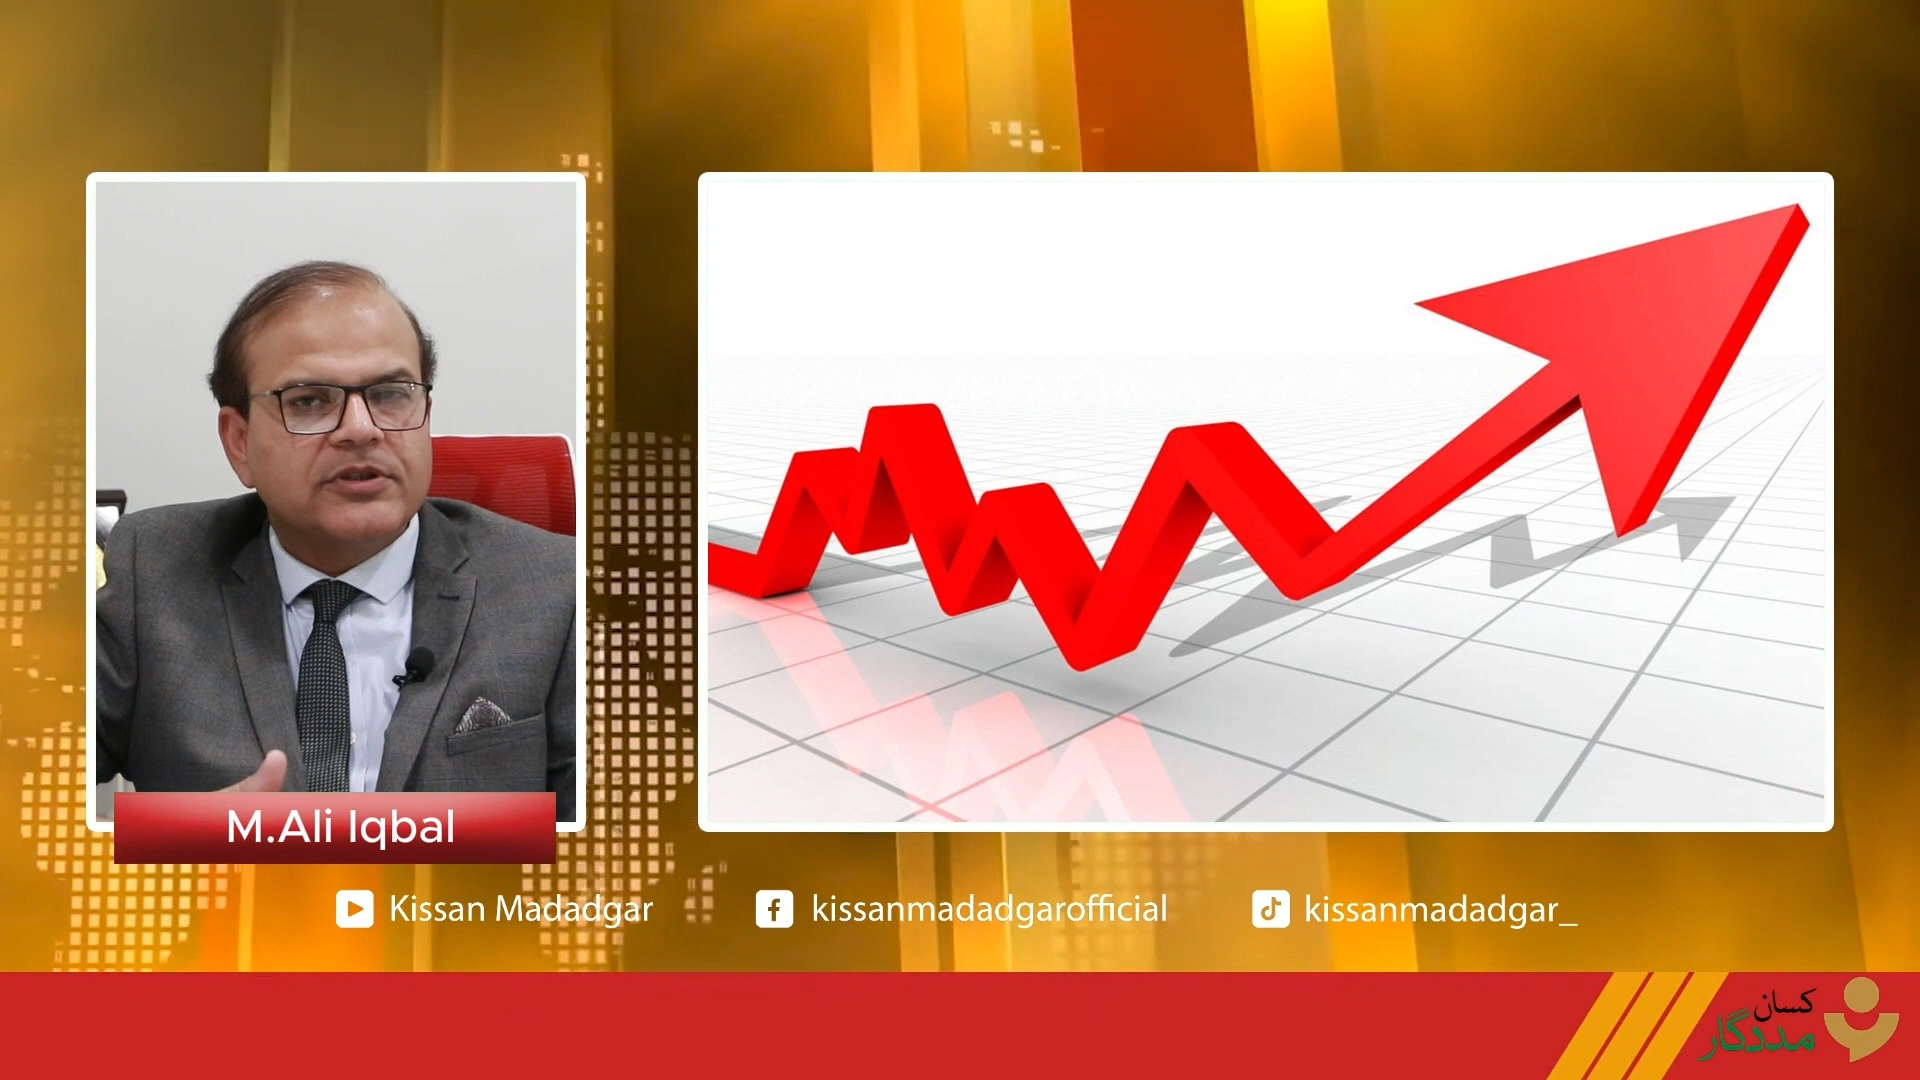 M.Ali Iqbal
Kissan Madadgar
kissanmadadgarofficial
kissanmadadgar_
کسان
مددگار